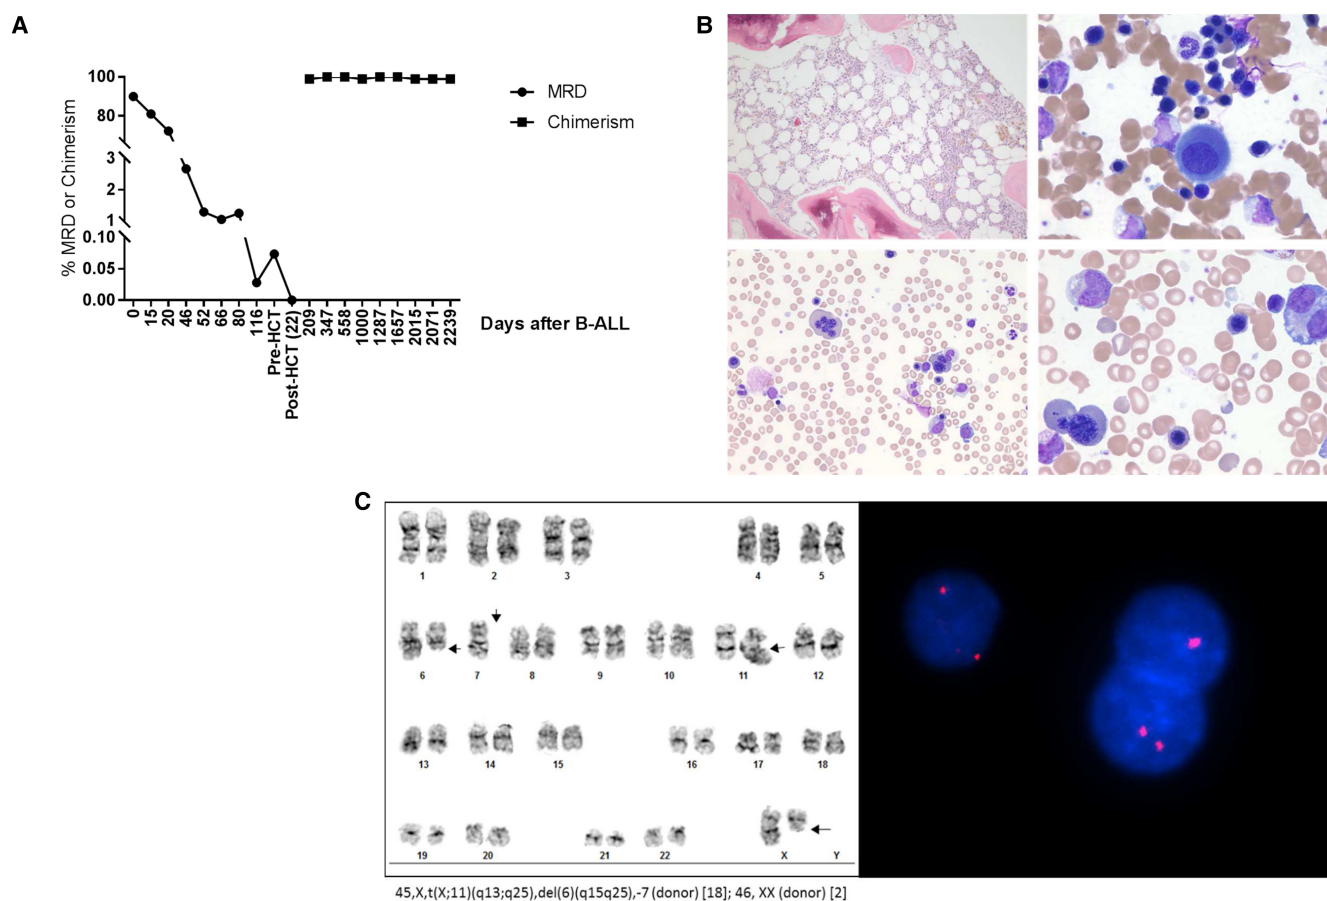 A
B
% MRD or Chimerism
100
80
3
2
1
0.10
0.05
0.00
MRD
Chimerism
0 15 20 46 52 66 80 116 Pre-HCT Post-HCT (22) 209 347 558 1000 1287 1657 2015 2071 2239
Days after B-ALL
C
1 2 3 4 5
6 7 8 9 10 11 12
13 14 15 16 17 18
19 20 21 22 X Y
45,X,t(X;11)(q13;q25),del(6)(q15q25),-7 (donor) [18]; 46, XX (donor) [2]